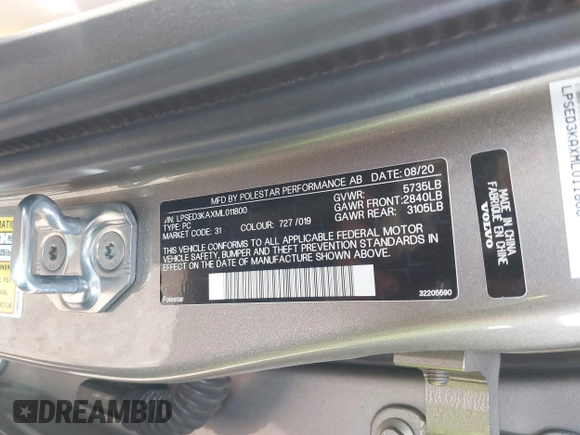 MFD BY POLESTAR PERFORMANCE AB DATE: 08/20
VIN: LPSED3KAXML011800 GVWR: 5735LB
TYPE: PC GAWR FRONT: 2840LB
MARKET CODE: 31 COLOUR: 727 /019 GAWR REAR: 3105LB
THIS VEHICLE CONFORMS TO ALL APPLICABLE FEDERAL MOTOR
VEHICLE SAFETY, BUMPER AND THEFT PREVENTION STANDARDS IN
EFFECT ON THE DATE OF MANUFACTURE SHOWN ABOVE.
Polestar 32205590
MADE IN CHINA
FABRIQUÉ
EN CHINE
VOLVO
LPSED3KAXML011800
DREAMBID